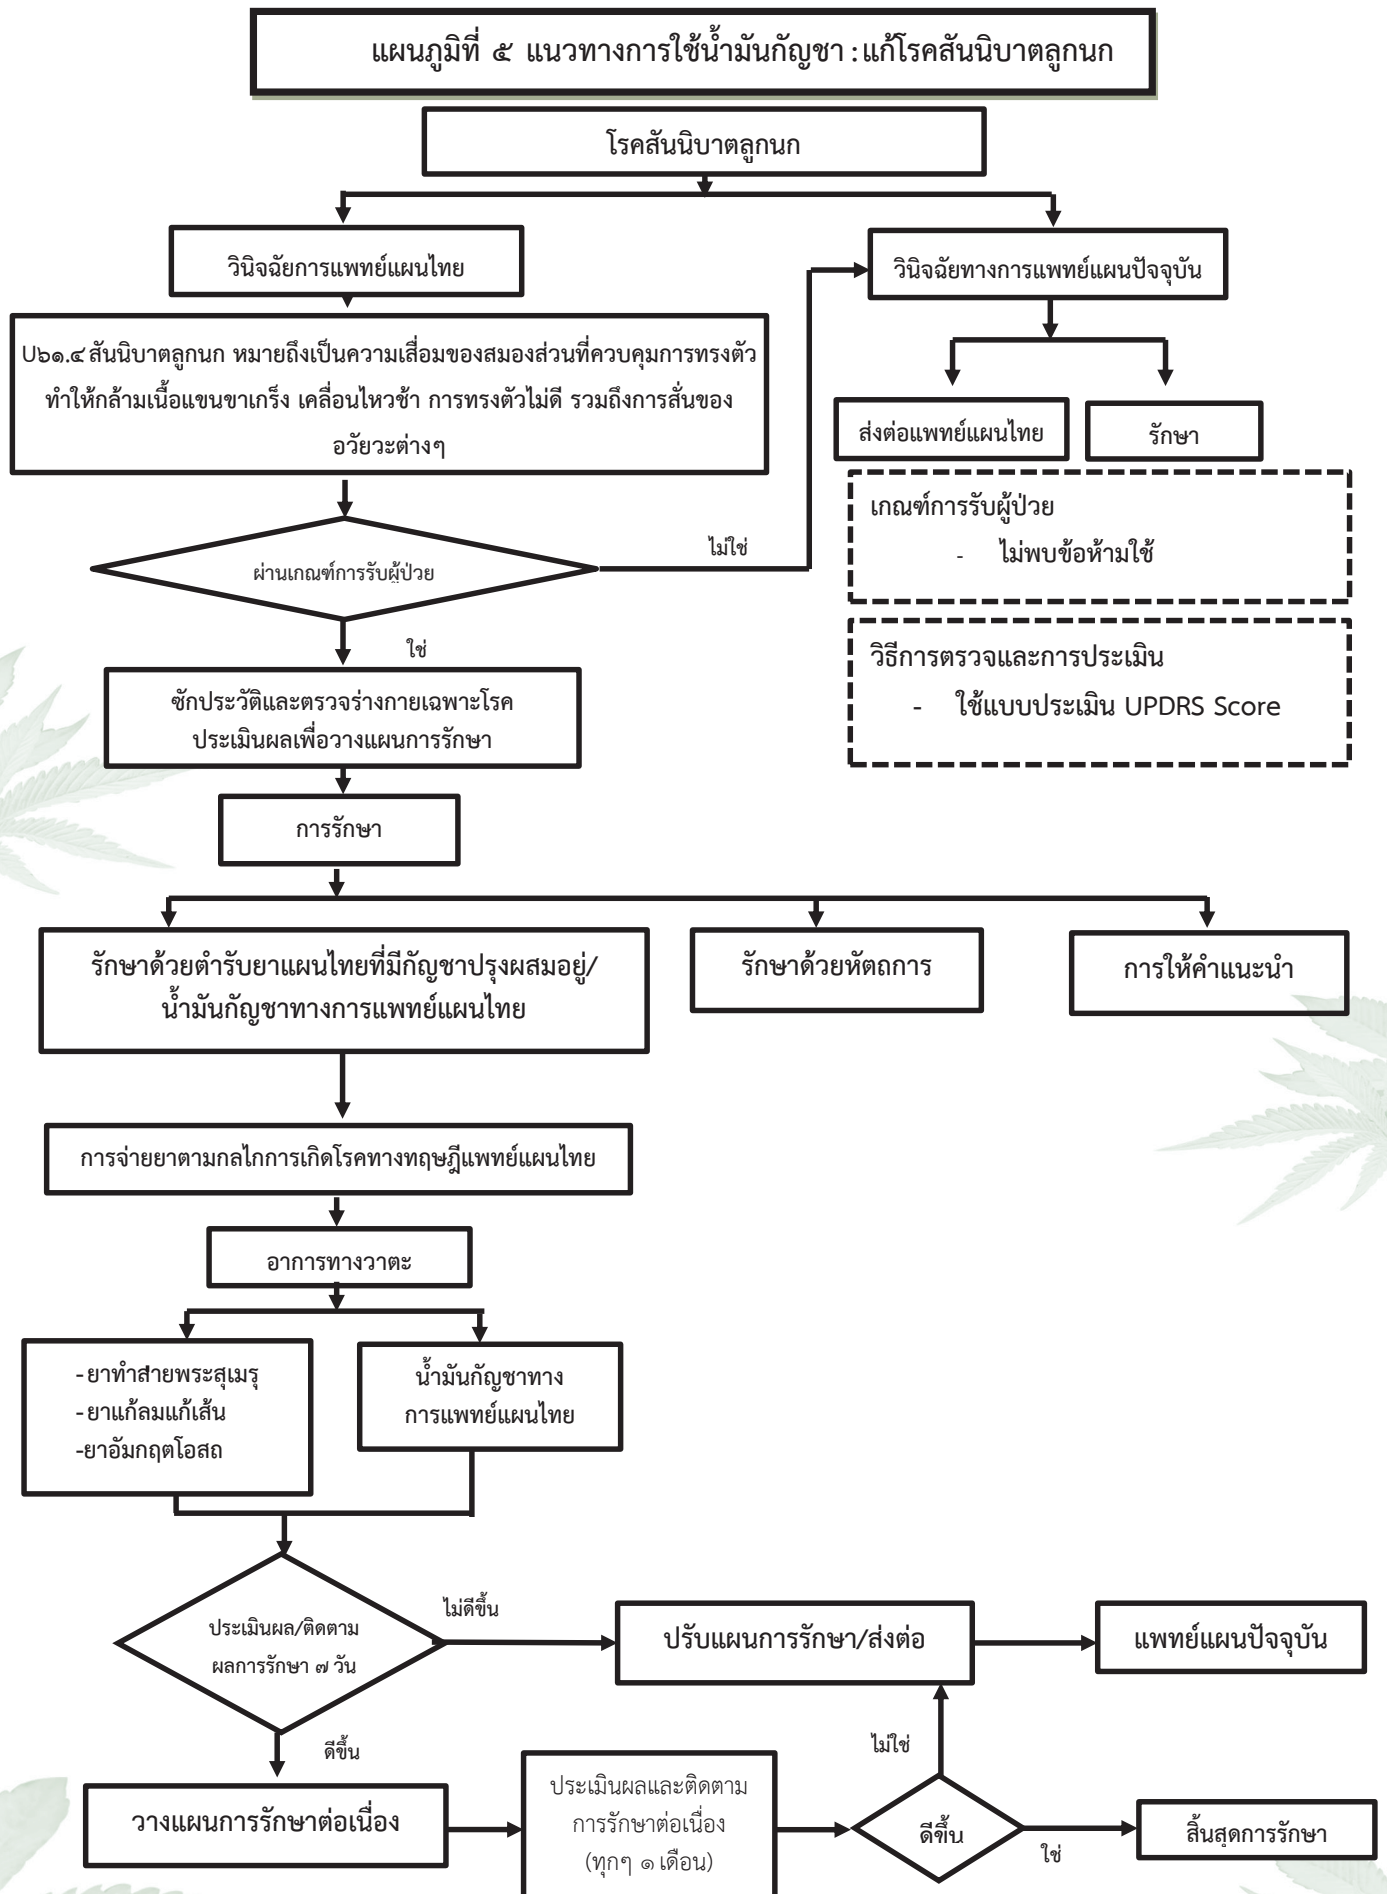 แผนภูมิที่ ๕ แนวทางการใช้น้ำมันกัญชา : แก้โรคสันนิบาตลูกนก
โรคสันนิบาตลูกนก
วินิจฉัยการแพทย์แผนไทย
วินิจฉัยทางการแพทย์แผนปัจจุบัน
U๖๑.๔ สันนิบาตลูกนก หมายถึงเป็นความเสื่อมของสมองส่วนที่ควบคุมการทรงตัว
ทำให้กล้ามเนื้อแขนขาเกร็ง เคลื่อนไหวช้า การทรงตัวไม่ดี รวมถึงการสั่นของ
อวัยวะต่างๆ
ส่งต่อแพทย์แผนไทย
รักษา
เกณฑ์การรับผู้ป่วย
- ไม่พบข้อห้ามใช้
ผ่านเกณฑ์การรับผู้ป่วย
ไม่ใช่
ใช่
วิธีการตรวจและการประเมิน
- ใช้แบบประเมิน UPDRS Score
ซักประวัติและตรวจร่างกายเฉพาะโรค
ประเมินผลเพื่อวางแผนการรักษา
การรักษา
รักษาด้วยตำรับยาแผนไทยที่มีกัญชาปรุงผสมอยู่/
น้ำมันกัญชาทางการแพทย์แผนไทย
รักษาด้วยหัตถการ
การให้คำแนะนำ
การจ่ายยาตามกลไกการเกิดโรคทางทฤษฎีแพทย์แผนไทย
อาการทางวาตะ
-ยาทำส่ายพระสุเมรุ
-ยาแก้ลมแก้เส้น
-ยาอัมกฤตโอสถ
น้ำมันกัญชาทาง
การแพทย์แผนไทย
ประเมินผล/ติดตาม
ผลการรักษา ๗ วัน
ไม่ดีขึ้น
ปรับแผนการรักษา/ส่งต่อ
แพทย์แผนปัจจุบัน
ดีขึ้น
วางแผนการรักษาต่อเนื่อง
ประเมินผลและติดตาม
การรักษาต่อเนื่อง
(ทุกๆ ๑ เดือน)
ไม่ใช่
ดีขึ้น
ใช่
สิ้นสุดการรักษา